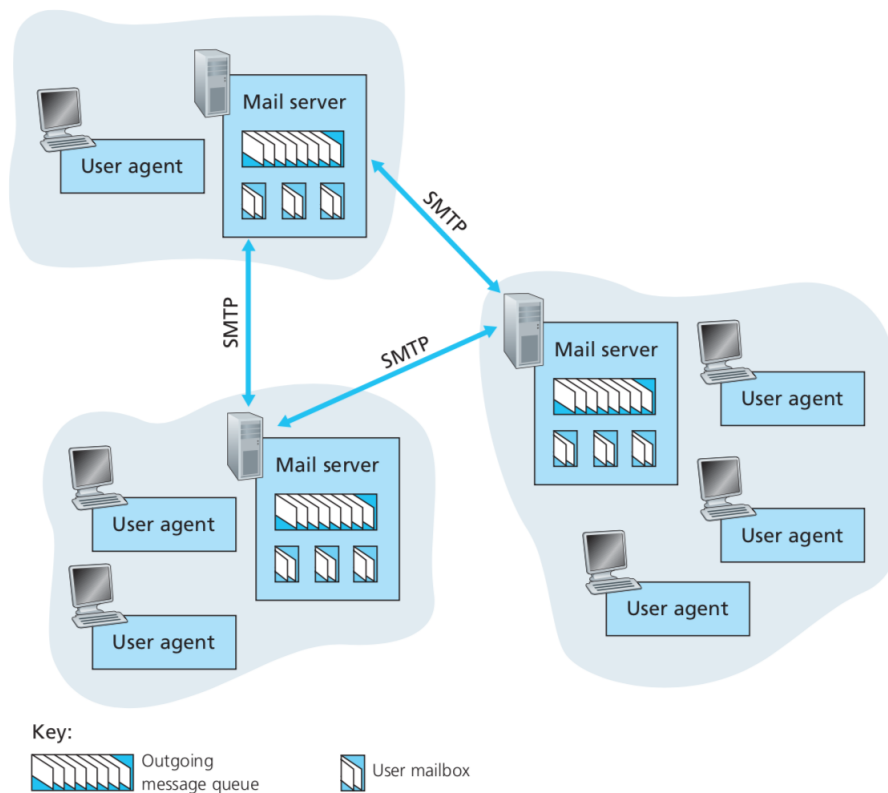 Mail server
User agent
SMTP
SMTP
SMTP
Mail server
User agent
User agent
User agent
Mail server
User agent
User agent
Key:
Outgoing
message queue
User mailbox